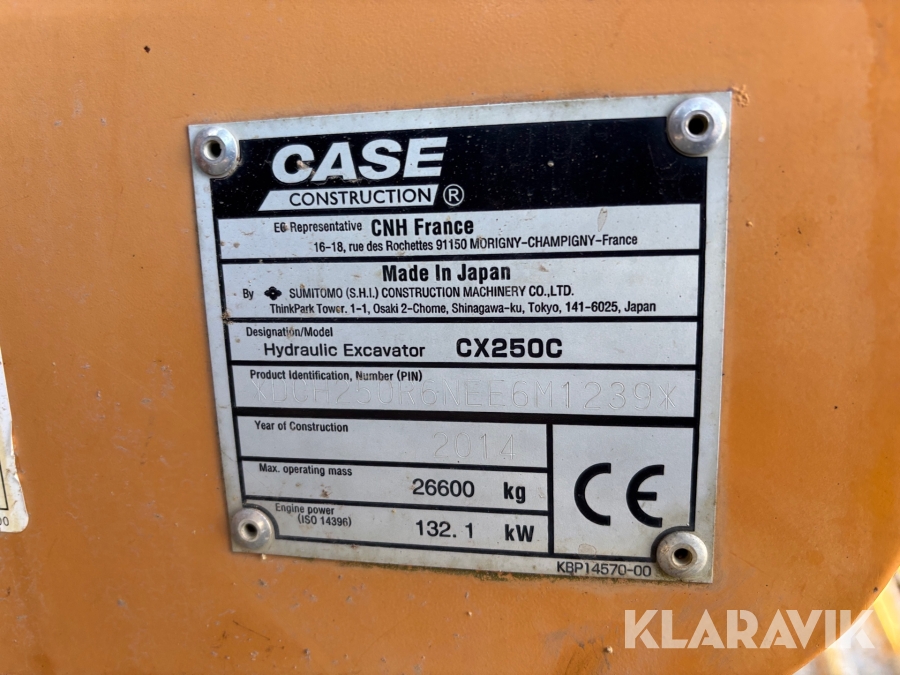 CASE
CONSTRUCTION ®
EC Representative CNH France
16-18, rue des Rochettes 91150 MORIGNY-CHAMPIGNY-France
Made In Japan
By SUMITOMO (S.H.I.) CONSTRUCTION MACHINERY CO.,LTD.
ThinkPark Tower. 1-1, Osaki 2-Chome, Shinagawa-ku, Tokyo, 141-6025, Japan
Designation/Model
Hydraulic Excavator CX250C
Product Identification, Number (PIN)
Year of Construction
2014
Max. operating mass
26600 kg
Engine power
(ISO 14396)
132. 1 kW
CE
KBP14570-00
KLARAVIK